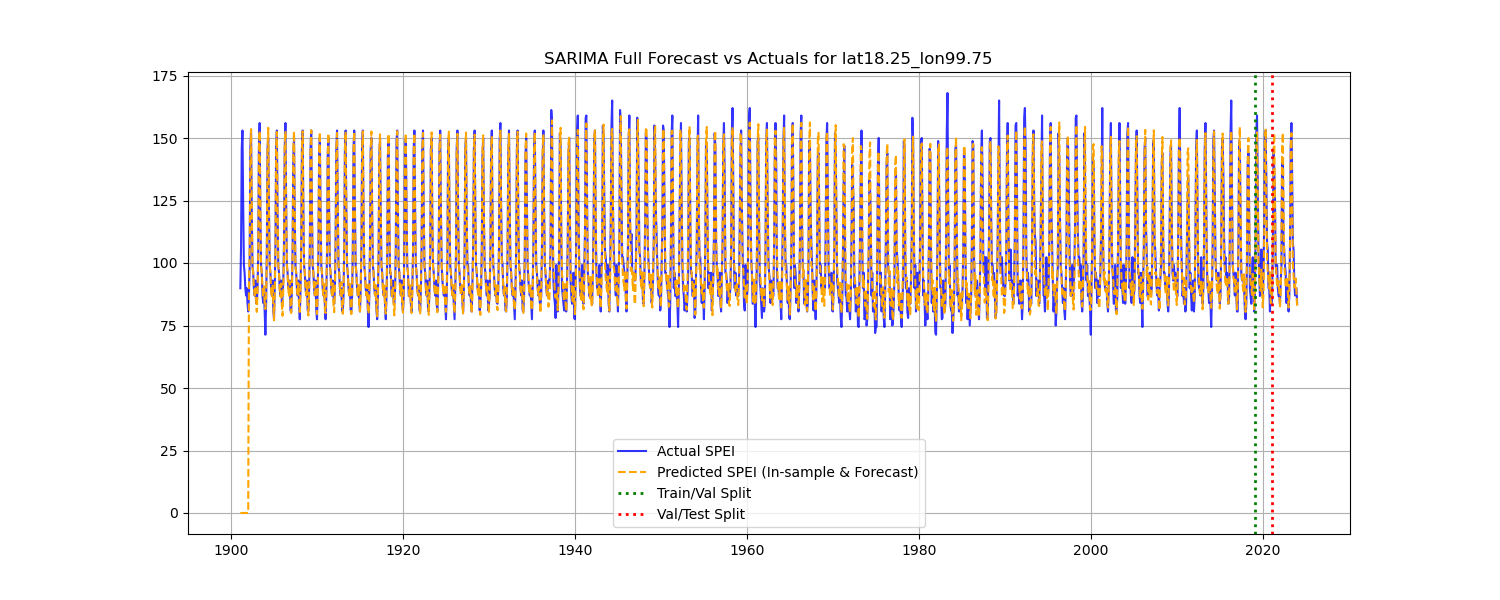 SARIMA Full Forecast vs Actuals for lat18.25_lon99.75
175
150
125
100
75
50
25
0
Actual SPEI
Predicted SPEI (In-sample & Forecast)
Train/Val Split
Val/Test Split
1900 1920 1940 1960 1980 2000 2020